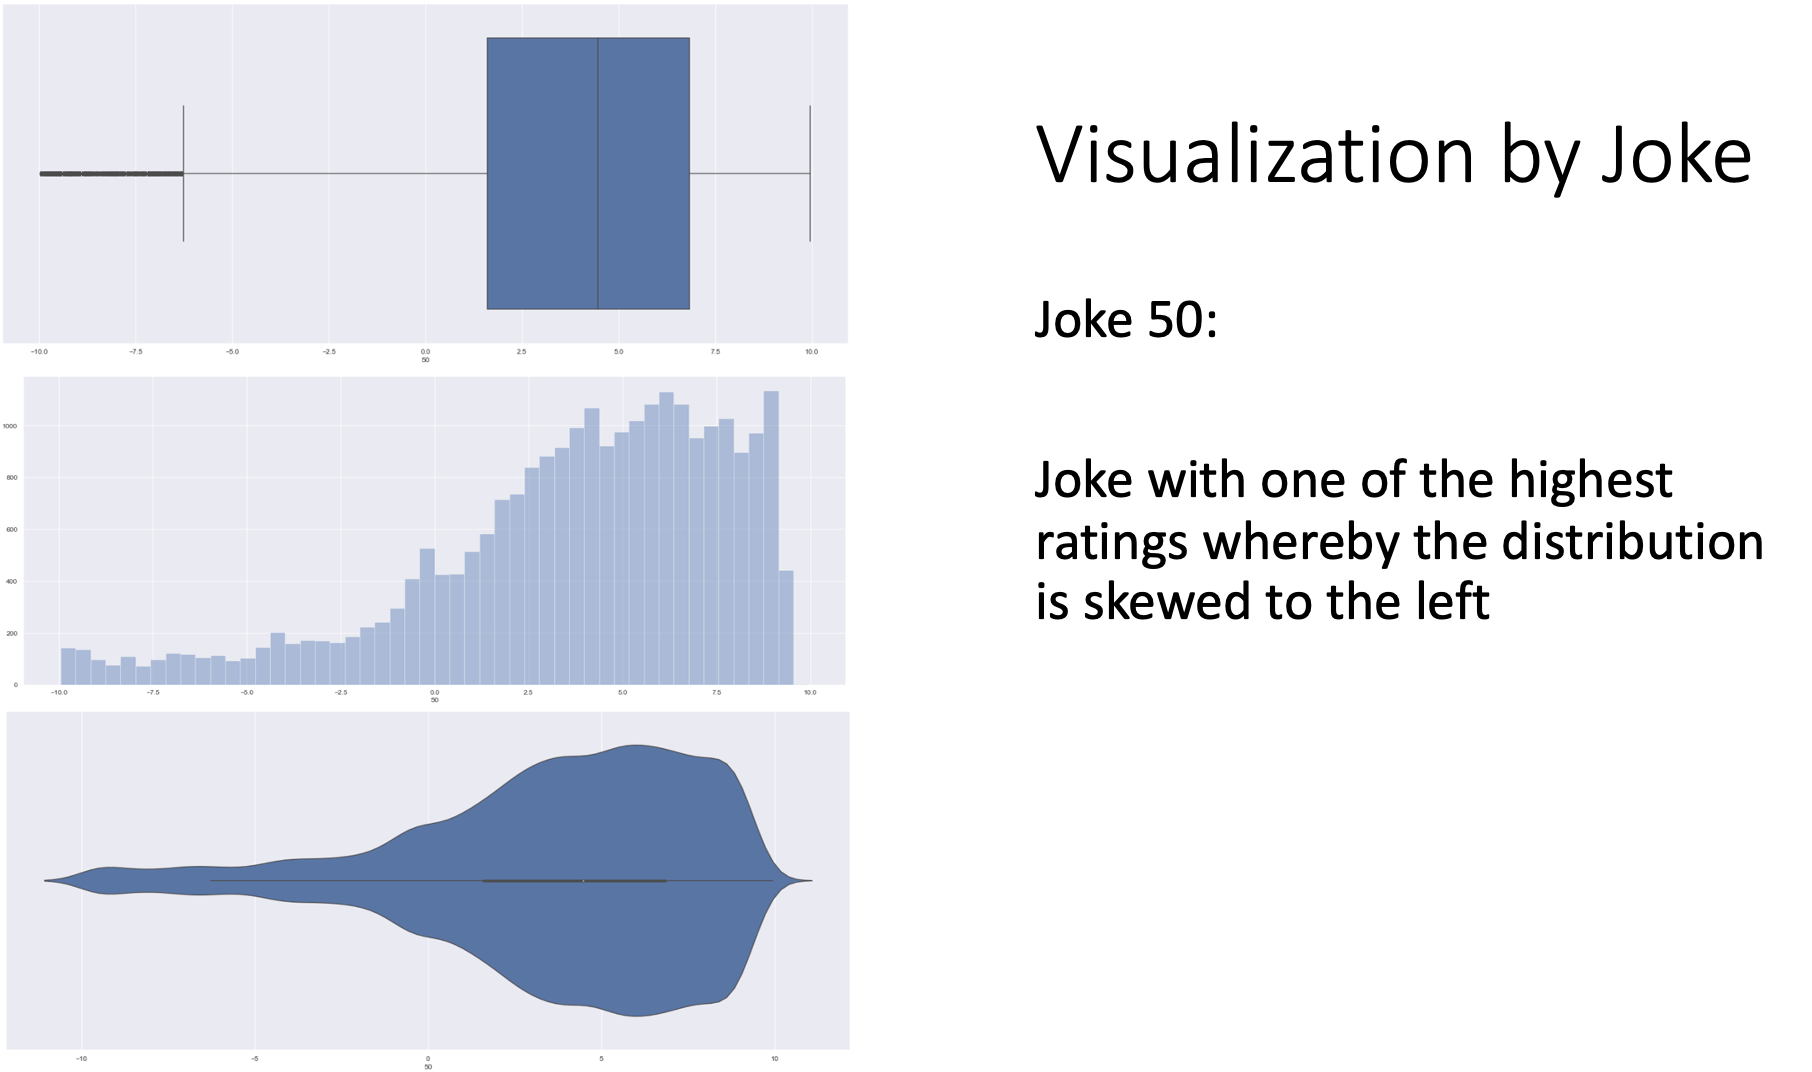 −10.0 −7.5 −5.0 −2.5 0.0 2.5 5.0 7.5 10.0
50
Visualization by Joke
Joke 50:
Joke with one of the highest
ratings whereby the distribution
is skewed to the left
1000
800
600
400
200
0
−10.0 −7.5 −5.0 −2.5 0.0 2.5 5.0 7.5 10.0
50
−10 −5 0 5 10
50